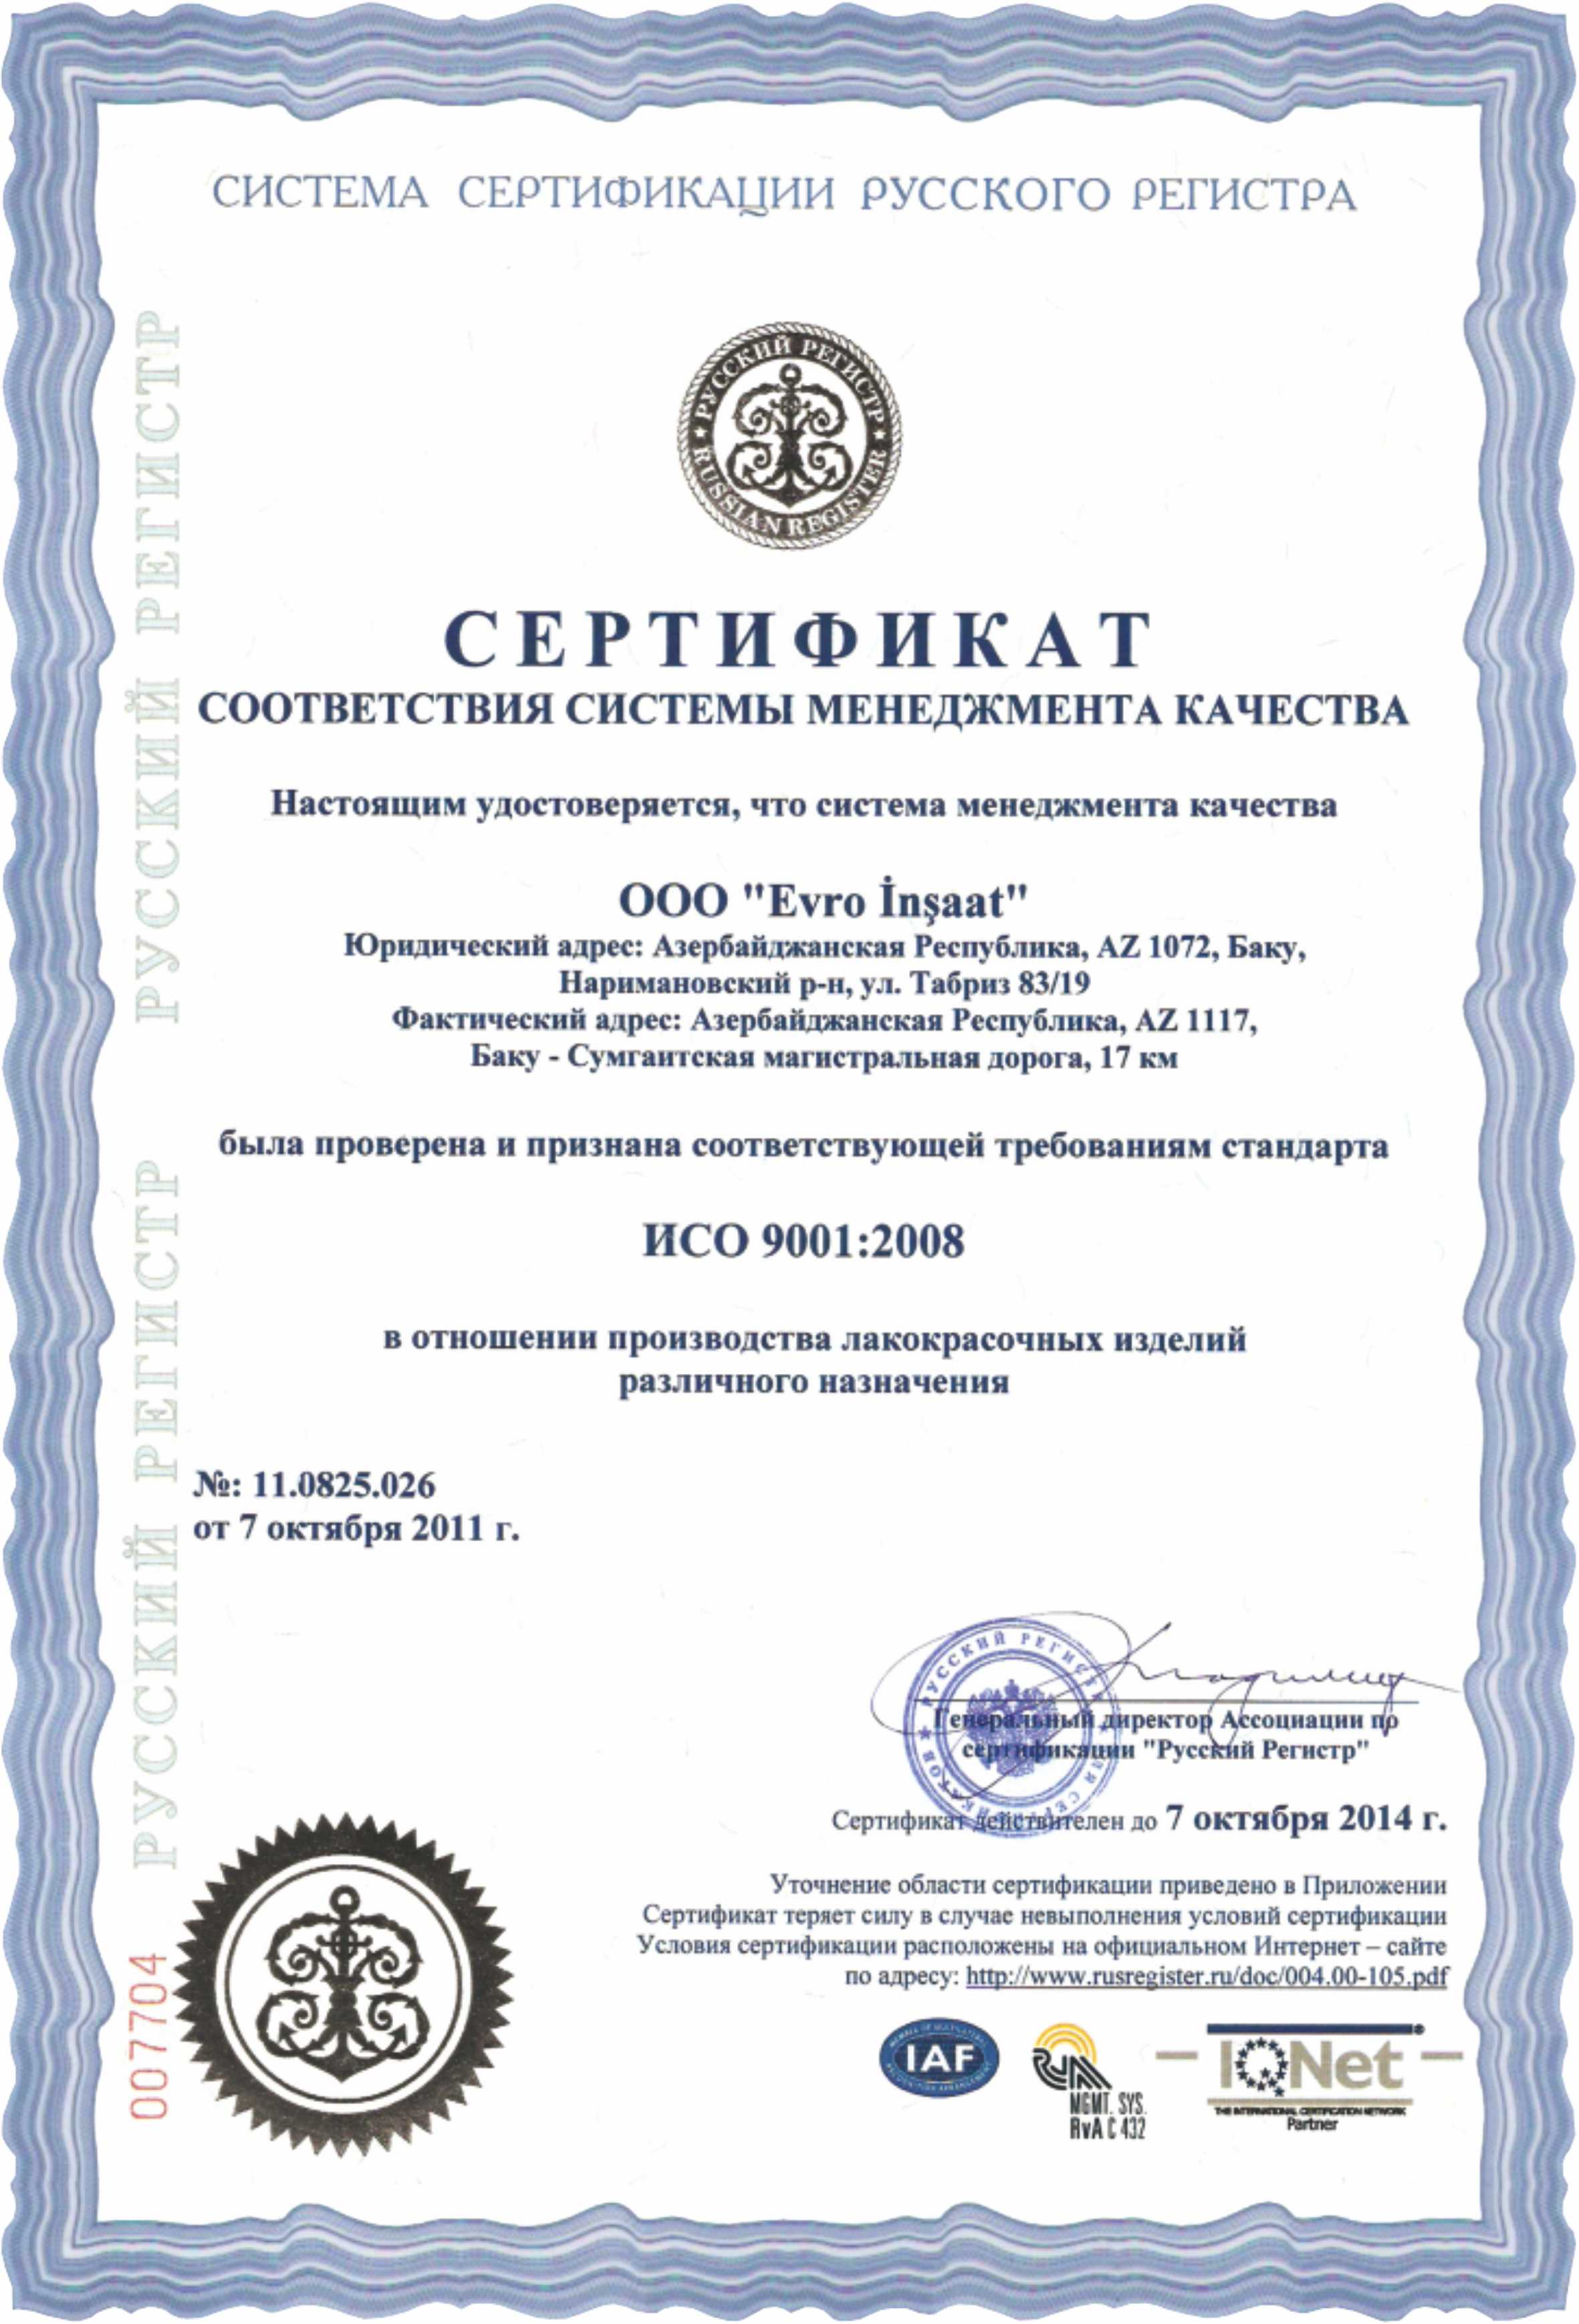 СИСТЕМА СЕРТИФИКАЦИИ РУССКОГО РЕГИСТРА
РУССКИЙ РЕГИСТР
RUSSIAN REGISTER
СЕРТИФИКАТ
СООТВЕТСТВИЯ СИСТЕМЫ МЕНЕДЖМЕНТА КАЧЕСТВА
Настоящим удостоверяется, что система менеджмента качества
ООО "Evro İnşaat"
Юридический адрес: Азербайджанская Республика, AZ 1072, Баку,
Наримановский р-н, ул. Табриз 83/19
Фактический адрес: Азербайджанская Республика, AZ 1117,
Баку - Сумгаитская магистральная дорога, 17 км
была проверена и признана соответствующей требованиям стандарта
ИСО 9001:2008
в отношении производства лакокрасочных изделий
различного назначения
№: 11.0825.026
от 7 октября 2011 г.
РУССКИЙ РЕГИСТР
Генеральный директор Ассоциации по
сертификации "Русский Регистр"
Сертификат действителен до 7 октября 2014 г.
Уточнение области сертификации приведено в Приложении
Сертификат теряет силу в случае невыполнения условий сертификации
Условия сертификации расположены на официальном Интернет – сайте
по адресу: http://www.rusregister.ru/doc/004.00-105.pdf
IAF
RvA
MGMT. SYS.
RvA C 432
IQNet
THE INTERNATIONAL CERTIFICATION NETWORK
Partner
РУССКИЙ РЕГИСТР РУССКИЙ РЕГИСТР
007704